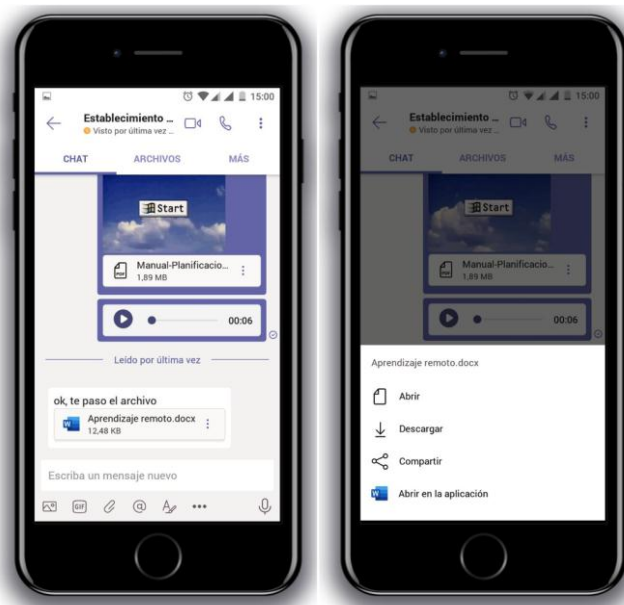 15:00
Establecimiento ...
Visto por última vez ...
CHAT ARCHIVOS MÁS
Start
Manual-Planificacio...
PDF
1,89 MB
00:06
Leído por última vez
ok, te paso el archivo
Aprendizaje remoto.docx
W
12,48 KB
Escriba un mensaje nuevo
GIF
15:00
Establecimiento ...
Visto por última vez ...
CHAT ARCHIVOS MÁS
Start
Manual-Planificacio...
PDF
1,89 MB
00:06
Aprendizaje remoto.docx
Abrir
Descargar
Compartir
W Abrir en la aplicación